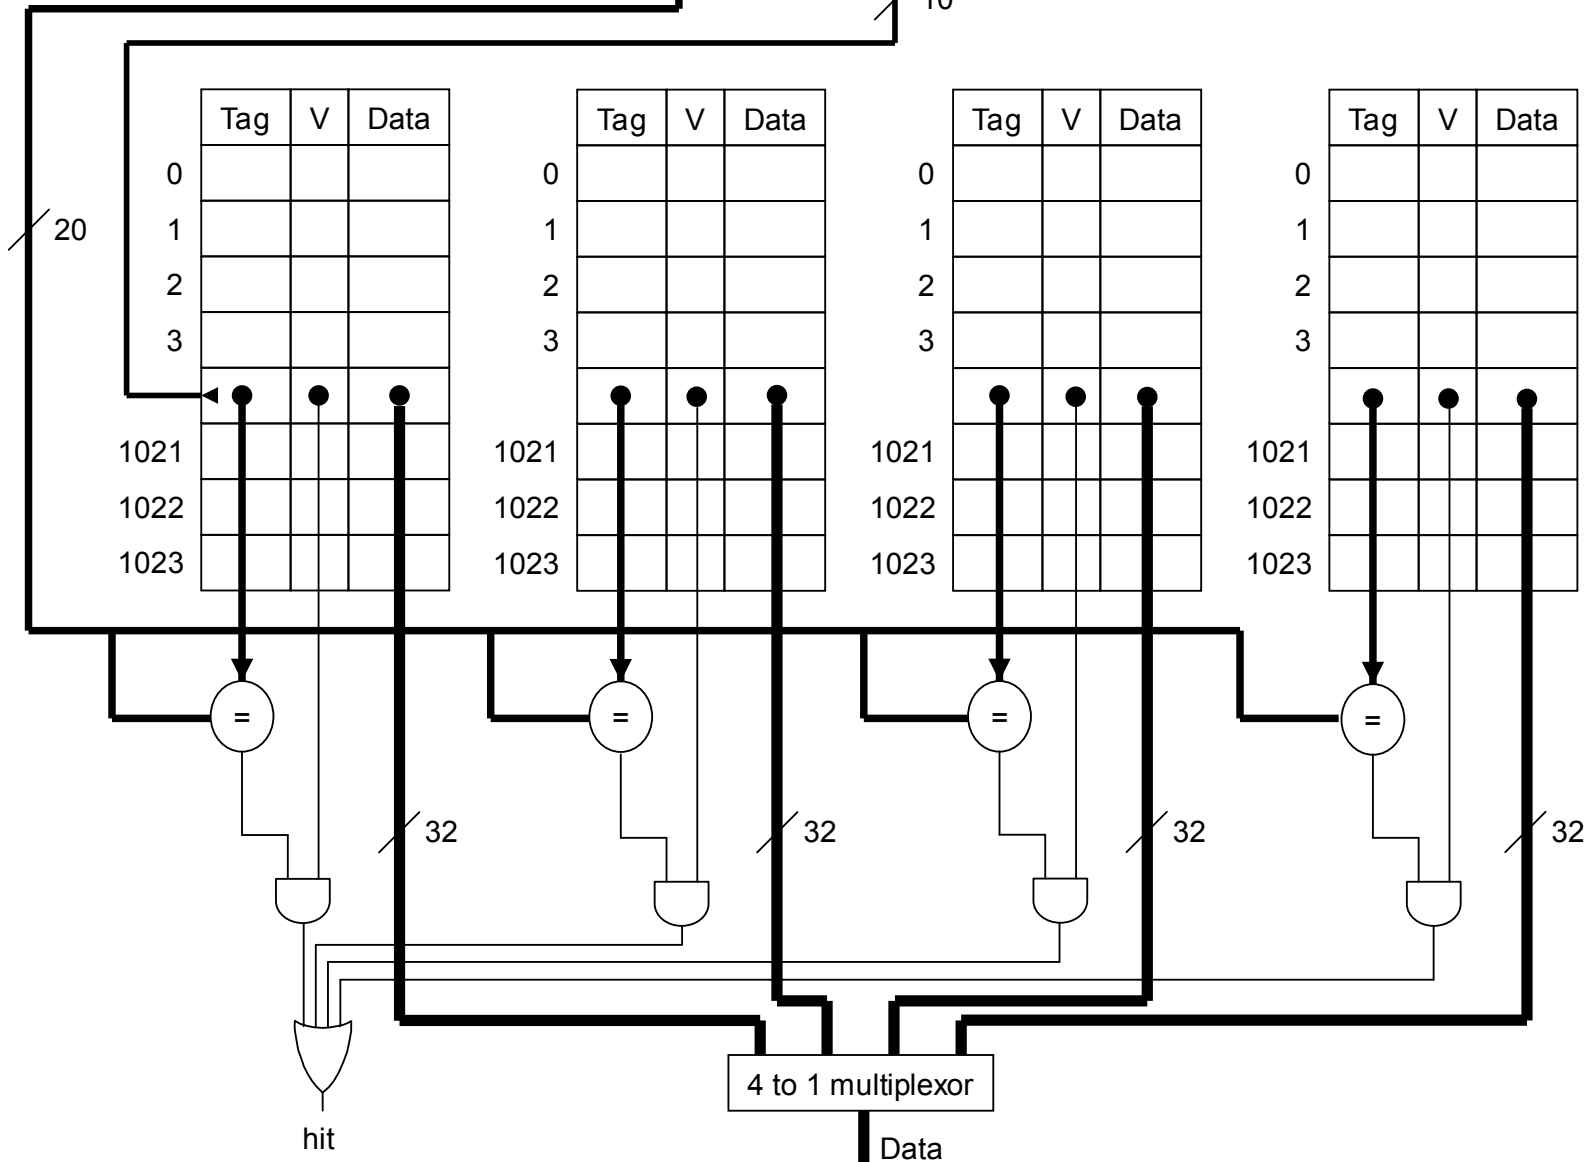 10
Tag V Data Tag V Data Tag V Data Tag V Data
0 0 0 0
20 1 1 1 1
2 2 2 2
3 3 3 3
1021 1021 1021 1021
1022 1022 1022 1022
1023 1023 1023 1023
= = = =
32 32 32 32
4 to 1 multiplexor
hit Data